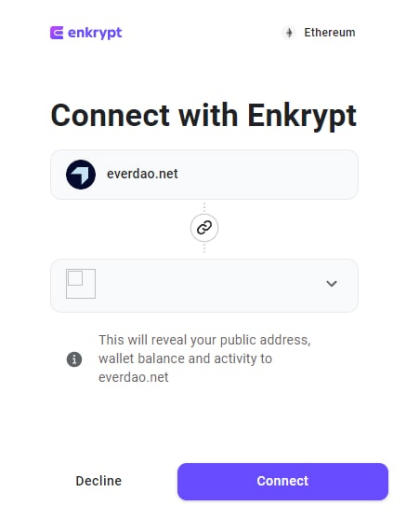 enkrypt
Ethereum
Connect with Enkrypt
everdao.net
This will reveal your public address,
wallet balance and activity to
everdao.net
Decline
Connect